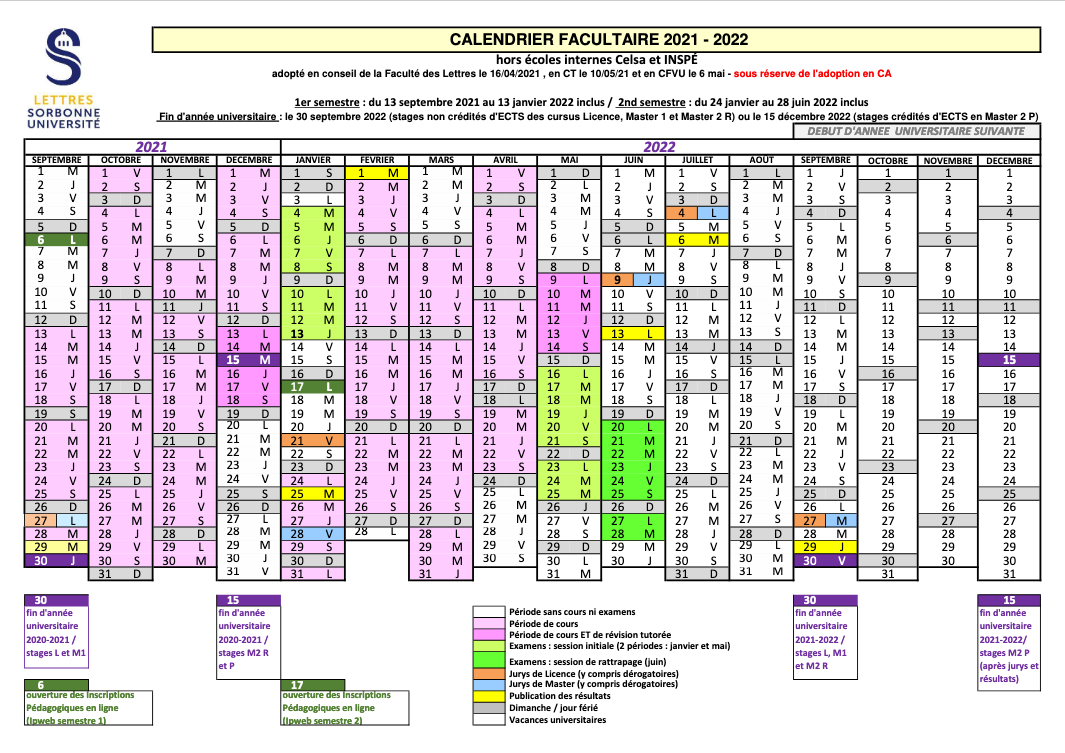 LETTRES
SORBONNE
UNIVERSITÉ
CALENDRIER FACULTAIRE 2021 - 2022
hors écoles internes Celsa et INSPÉ
adopté en conseil de la Faculté des Lettres le 16/04/2021 , en CT le 10/05/21 et en CFVU le 6 mai - sous réserve de l'adoption en CA
1er semestre : du 13 septembre 2021 au 13 janvier 2022 inclus / 2nd semestre : du 24 janvier au 28 juin 2022 inclus
Fin d'année universitaire : le 30 septembre 2022 (stages non crédités d'ECTS des cursus Licence, Master 1 et Master 2 R) ou le 15 décembre 2022 (stages crédités d'ECTS en Master 2 P)
DEBUT D'ANNEE UNIVERSITAIRE SUIVANTE
2021 2022
SEPTEMBRE OCTOBRE NOVEMBRE DECEMBRE JANVIER FEVRIER MARS AVRIL MAI JUIN JUILLET AOÛT SEPTEMBRE OCTOBRE NOVEMBRE DECEMBRE
1 M 1 V 1 L 1 M 1 S 1 M 1 M 1 V 1 D 1 M 1 V 1 L 1 J 1 1 1
2 J 2 S 2 M 2 J 2 D 2 M 2 M 2 S 2 L 2 J 2 S 2 M 2 V 2 2 2
3 V 3 D 3 M 3 V 3 L 3 J 3 J 3 D 3 M 3 V 3 D 3 M 3 S 3 3 3
4 S 4 L 4 J 4 S 4 M 4 V 4 V 4 L 4 M 4 S 4 L 4 J 4 D 4 4 4
5 D 5 M 5 V 5 D 5 M 5 S 5 S 5 M 5 J 5 D 5 M 5 V 5 L 5 5 5
6 L 6 M 6 S 6 L 6 J 6 D 6 D 6 M 6 V 6 L 6 M 6 S 6 M 6 6 6
7 M 7 J 7 D 7 M 7 V 7 L 7 L 7 J 7 S 7 M 7 J 7 D 7 M 7 7 7
8 M 8 V 8 L 8 M 8 S 8 M 8 M 8 V 8 D 8 M 8 V 8 L 8 J 8 8 8
9 J 9 S 9 M 9 J 9 D 9 M 9 M 9 S 9 L 9 J 9 S 9 M 9 V 9 9 9
10 V 10 D 10 M 10 V 10 L 10 J 10 J 10 D 10 M 10 V 10 D 10 M 10 S 10 10 10
11 S 11 L 11 J 11 S 11 M 11 V 11 V 11 L 11 M 11 S 11 L 11 J 11 D 11 11 11
12 D 12 M 12 V 12 D 12 M 12 S 12 S 12 M 12 J 12 D 12 M 12 V 12 L 12 12 12
13 L 13 M 13 S 13 L 13 J 13 D 13 D 13 M 13 V 13 L 13 M 13 S 13 M 13 13 13
14 M 14 J 14 D 14 M 14 V 14 L 14 L 14 J 14 S 14 M 14 J 14 D 14 M 14 14 14
15 M 15 V 15 L 15 M 15 S 15 M 15 M 15 V 15 D 15 M 15 V 15 L 15 J 15 15 15
16 J 16 S 16 M 16 J 16 D 16 M 16 M 16 S 16 L 16 J 16 S 16 M 16 V 16 16 16
17 V 17 D 17 M 17 V 17 L 17 J 17 J 17 D 17 M 17 V 17 D 17 M 17 S 17 17 17
18 S 18 L 18 J 18 S 18 M 18 V 18 V 18 L 18 M 18 S 18 L 18 J 18 D 18 18 18
19 D 19 M 19 V 19 D 19 M 19 S 19 S 19 M 19 J 19 D 19 M 19 V 19 L 19 19 19
20 L 20 M 20 S 20 L 20 J 20 D 20 D 20 M 20 V 20 L 20 M 20 S 20 M 20 20 20
21 M 21 J 21 D 21 M 21 V 21 L 21 L 21 J 21 S 21 M 21 J 21 D 21 M 21 21 21
22 M 22 V 22 L 22 M 22 S 22 M 22 M 22 V 22 D 22 M 22 V 22 L 22 J 22 22 22
23 J 23 S 23 M 23 J 23 D 23 M 23 M 23 S 23 L 23 J 23 S 23 M 23 V 23 23 23
24 V 24 D 24 M 24 V 24 L 24 J 24 J 24 D 24 M 24 V 24 D 24 M 24 S 24 24 24
25 S 25 L 25 J 25 S 25 M 25 V 25 V 25 L 25 M 25 S 25 L 25 J 25 D 25 25 25
26 D 26 M 26 V 26 D 26 M 26 S 26 S 26 M 26 J 26 D 26 M 26 V 26 L 26 26 26
27 L 27 M 27 S 27 L 27 J 27 D 27 D 27 M 27 V 27 L 27 M 27 S 27 M 27 27 27
28 M 28 J 28 D 28 M 28 V 28 L 28 L 28 J 28 S 28 M 28 J 28 D 28 M 28 28 28
29 M 29 V 29 L 29 M 29 S 29 M 29 V 29 D 29 M 29 V 29 L 29 J 29 29 29
30 J 30 S 30 M 30 J 30 D 30 M 30 S 30 L 30 J 30 S 30 M 30 V 30 30 30
31 D 31 V 31 L 31 J 31 M 31 D 31 M 31 31
30
fin d'année
universitaire
2020-2021 /
stages L et M1
15
fin d'année
universitaire
2020-2021 /
stages M2 R
et P
6
ouverture des Inscriptions
Pédagogiques en ligne
(Ipweb semestre 1)
17
ouverture des Inscriptions
Pédagogiques en ligne
(Ipweb semestre 2)
Période sans cours ni examens
Période de cours
Période de cours ET de révision tutorée
Examens : session initiale (2 périodes : janvier et mai)
Examens : session de rattrapage (juin)
Jurys de Licence (y compris dérogatoires)
Jurys de Master (y compris dérogatoires)
Publication des résultats
Dimanche / jour férié
Vacances universitaires
30
fin d'année
universitaire
2021-2022 /
stages L, M1
et M2 R
15
fin d'année
universitaire
2021-2022/
stages M2 P
(après jurys et
résultats)